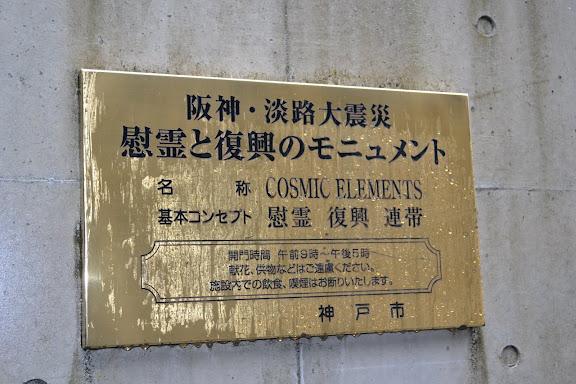 阪神・淡路大震災
慰霊と復興のモニュメント
名 称 COSMIC ELEMENTS
基本コンセプト 慰霊 復興 連帯
開門時間 午前9時〜午後5時
献花、供物などはご遠慮ください。
施設内での飲食、喫煙はお断りいたします。
神戸市